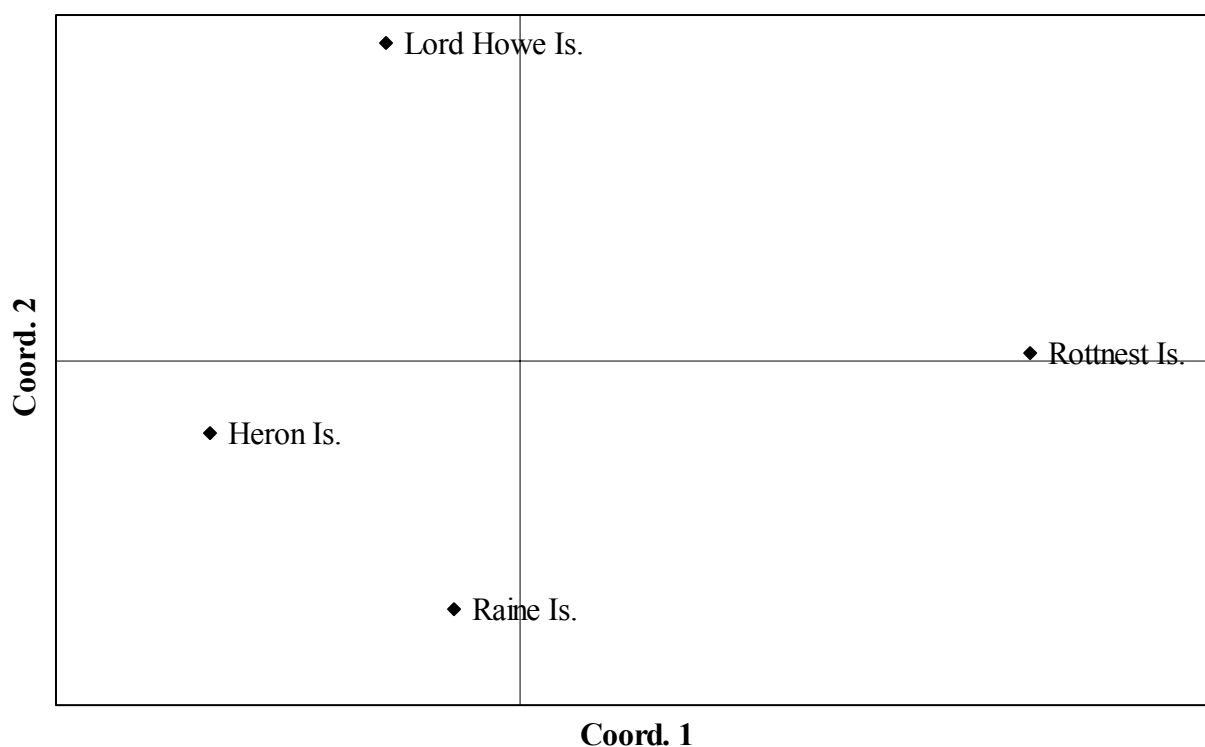 Lord Howe Is.
Coord. 2
Rottnest Is.
Heron Is.
Raine Is.
Coord. 1